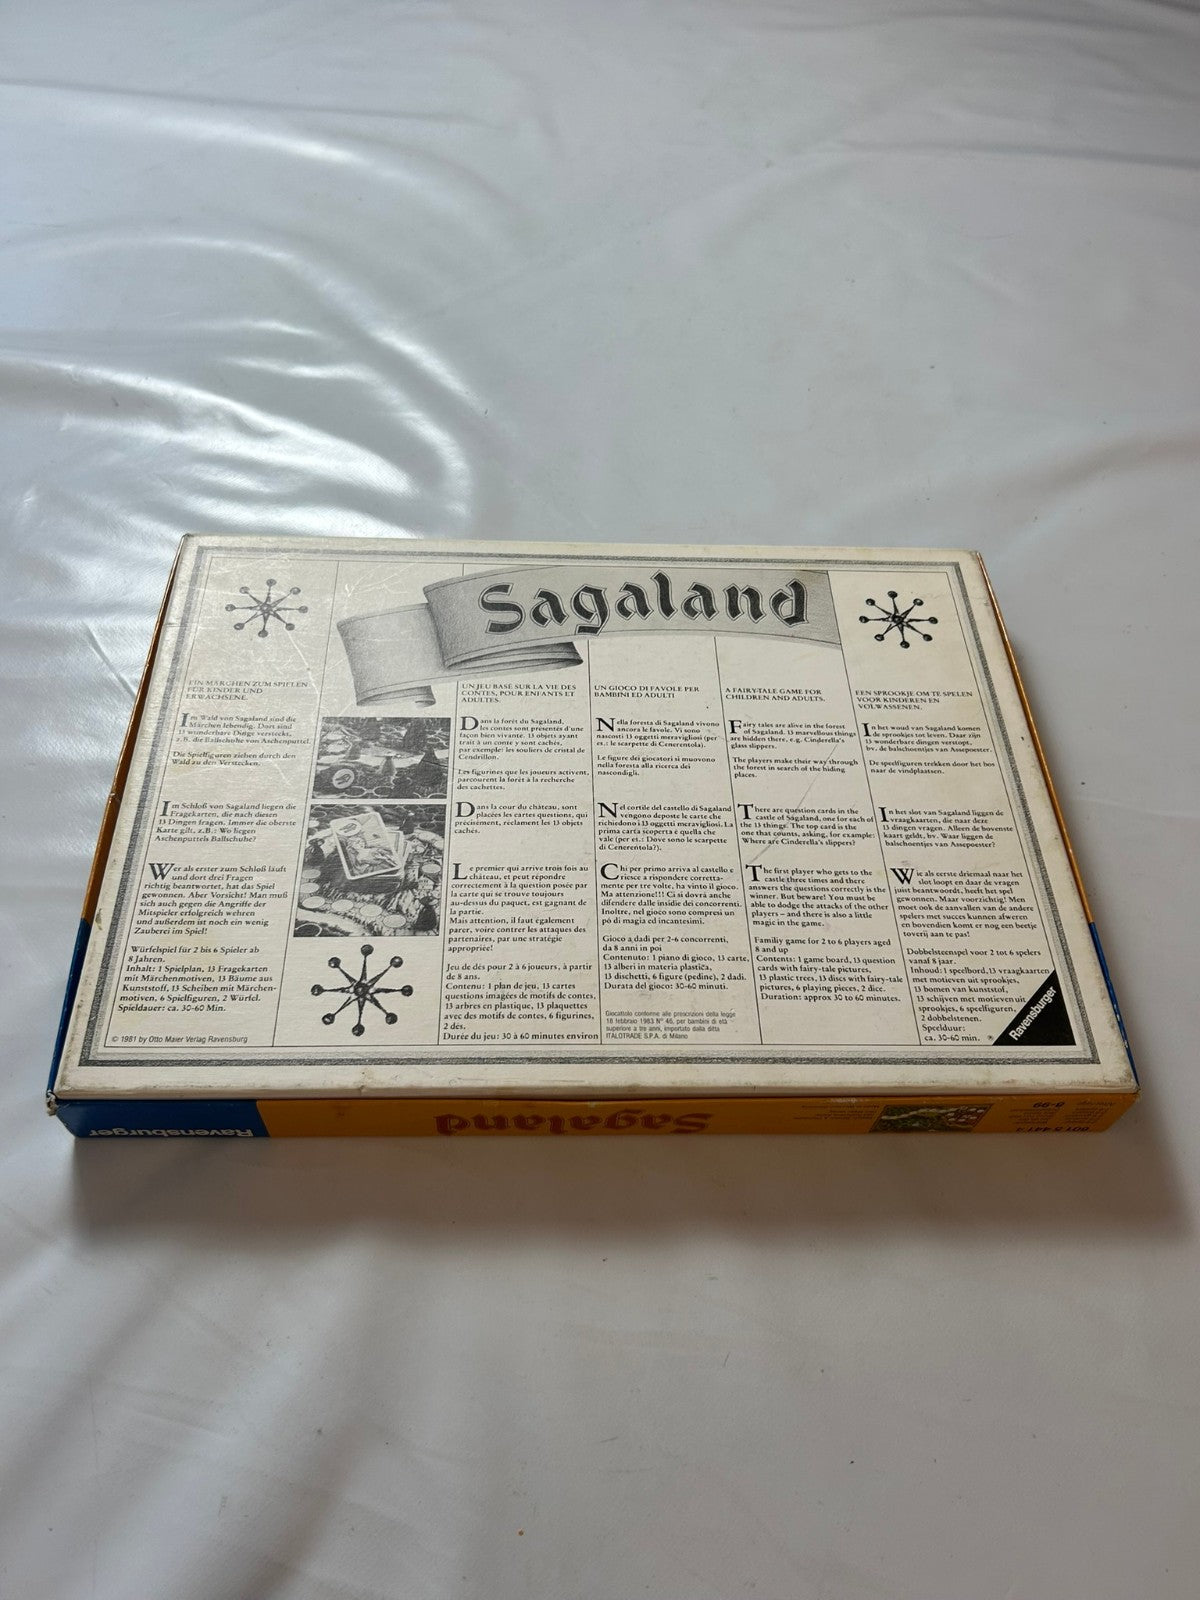 Sagaland
EIN MÄRCHEN ZUM SPIELEN
FÜR KINDER UND
ERWACHSENE.
Im Wald von Sagaland sind die
Märchen lebendig. Dort sind
13 wunderbare Dinge versteckt,
z.B. die Ballschuhe von Aschenputtel.
Die Spielfiguren ziehen durch den
Wald zu den Verstecken.
Im Schloß von Sagaland liegen die
Fragekarten, die nach diesen
13 Dingen fragen. Immer die oberste
Karte gilt, z.B.: Wo liegen
Aschenputtels Ballschuhe?
Wer als erster zum Schloß läuft
und dort drei Fragen
richtig beantwortet, hat das Spiel
gewonnen. Aber Vorsicht! Man muß
sich auch gegen die Angriffe der
Mitspieler erfolgreich wehren
und außerdem ist noch ein wenig
Zauberei im Spiel!
Würfelspiel für 2 bis 6 Spieler ab
8 Jahren.
Inhalt: 1 Spielplan, 13 Fragekarten
mit Märchenmotiven, 13 Bäume aus
Kunststoff, 13 Scheiben mit Märchen-
motiven, 6 Spielfiguren, 2 Würfel.
Spieldauer: ca. 30-60 Min.
© 1981 by Otto Maier Verlag Ravensburg
UN JEU BASÉ SUR LA VIE DES
CONTES, POUR ENFANTS ET
ADULTES.
Dans la forêt du Sagaland,
les contes sont présentés d'une
façon bien vivante. 13 objets ayant
trait à un conte y sont cachés,
par exemple: les souliers de cristal de
Cendrillon.
Les figurines que les joueurs activent,
parcourent la forêt à la recherche
des cachettes.
Dans la cour du château, sont
placées les cartes questions, qui
précisément, réclament les 13 objets
cachés.
Le premier qui arrive trois fois au
château, et peut répondre
correctement à la question posée par
la carte qui se trouve toujours
au-dessus du paquet, est gagnant de
la partie.
Mais attention, il faut également
parer, voire contrer les attaques des
partenaires, par une stratégie
appropriée!
Jeu de dés pour 2 à 6 joueurs, à partir
de 8 ans.
Contenu: 1 plan de jeu, 13 cartes
questions imagées de motifs de contes,
13 arbres en plastique, 13 plaquettes
avec des motifs de contes, 6 figurines,
2 dés.
Durée du jeu: 30 à 60 minutes environ
UN GIOCO DI FAVOLE PER
BAMBINI ED ADULTI
Nella foresta di Sagaland vivono
ancora le favole. Vi sono
nascosti 13 oggetti meravigliosi (per
es.: le scarpette di Cenerentola).
Le figure dei giocatori si muovono
nella foresta alla ricerca dei
nascondigli.
Nel cortile del castello di Sagaland
vengono deposte le carte che
richiedono i 13 oggetti meravigliosi. La
prima carta scoperta è quella che
vale (per es.: Dove sono le scarpette
di Cenerentola?).
Chi per primo arriva al castello e
riesce a rispondere corretta-
mente per tre volte, ha vinto il gioco.
Ma attenzione!!! Ci si dovrà anche
difendere dalle insidie dei concorrenti.
Inoltre, nel gioco sono compresi un
pò di magia ed incantesimi.
Gioco a dadi per 2-6 concorrenti,
da 8 anni in poi
Contenuto: 1 piano di gioco, 13 carte,
13 alberi in materia plastica,
13 dischetti, 6 figure (pedine), 2 dadi.
Durata del gioco: 30-60 minuti.
Giocattolo conforme alle prescrizioni della legge
18 febbraio 1983 N° 46, per bambini di età
superiore a tre anni, importato dalla ditta
ITALOTRADE S.P.A. di Milano
A FAIRY-TALE GAME FOR
CHILDREN AND ADULTS.
Fairy tales are alive in the forest
of Sagaland. 13 marvellous things
are hidden there, e.g. Cinderella's
glass slippers.
The players make their way through
the forest in search of the hiding
places.
There are question cards in the
castle of Sagaland, one for each of
the 13 things. The top card is the
one that counts, asking, for example:
Where are Cinderella's slippers?
The first player who gets to the
castle three times and there
answers the questions correctly is the
winner. But beware! You must be
able to dodge the attacks of the other
players – and there is also a little
magic in the game.
Familiy game for 2 to 6 players aged
8 and up
Contents: 1 game board, 13 question
cards with fairy-tale pictures,
13 plastic trees, 13 discs with fairy-tale
pictures, 6 playing pieces, 2 dice.
Duration: approx 30 to 60 minutes.
EEN SPROOKJE OM TE SPELEN
VOOR KINDEREN EN
VOLWASSENEN.
In het woud van Sagaland komen
de sprookjes tot leven. Daar zijn
13 wonderbare dingen verstopt,
bv. de balschoentjes van Assepoester.
De speelfiguren trekken door het bos
naar de vindplaatsen.
In het slot van Sagaland liggen de
vraagkaarten, die naar deze
13 dingen vragen. Alleen de bovenste
kaart geldt, bv. Waar liggen de
balschoentjes van Assepoester?
Wie als eerste driemaal naar het
slot loopt en daar de vragen
juist beantwoordt, heeft het spel
gewonnen. Maar voorzichtig! Men
moet ook de aanvallen van de andere
spelers met succes kunnen afweren
en bovendien komt er nog een beetje
toverij aan te pas!
Dobbelsteenspel voor 2 tot 6 spelers
vanaf 8 jaar.
Inhoud: 1 speelbord, 13 vraagkaarten
met motieven uit sprookjes,
13 bomen van kunststof,
13 schijven met motieven uit
sprookjes, 6 speelfiguren,
2 dobbelstenen.
Speelduur:
ca. 30-60 min.
Ravensburger
Ravensburger
Sagaland
8-99